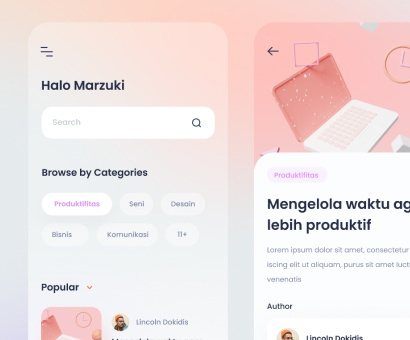 Halo Marzuki
Search
Browse by Categories
Produktifitas
Seni
Desain
Bisnis
Komunikasi
11+
Popular
Lincoln Dokidis
Produktifitas
Mengelola waktu ag
lebih produktif
Lorem ipsum dolor sit amet, consectetur
iscing elit ut aliquam, purus sit amet luct
venenatis
Author
Lincoln Dokidis